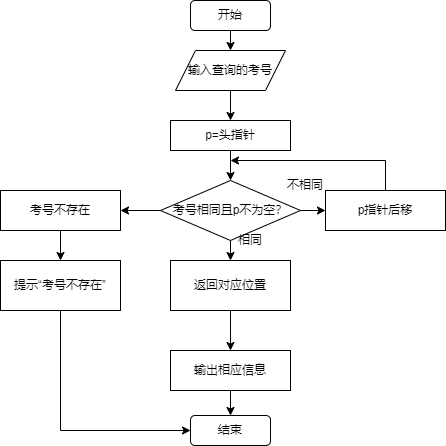 开始
输入查询的考号
p=头指针
不相同
考号不存在
考号相同且p不为空?
p指针后移
相同
提示“考号不存在”
返回对应位置
输出相应信息
结束